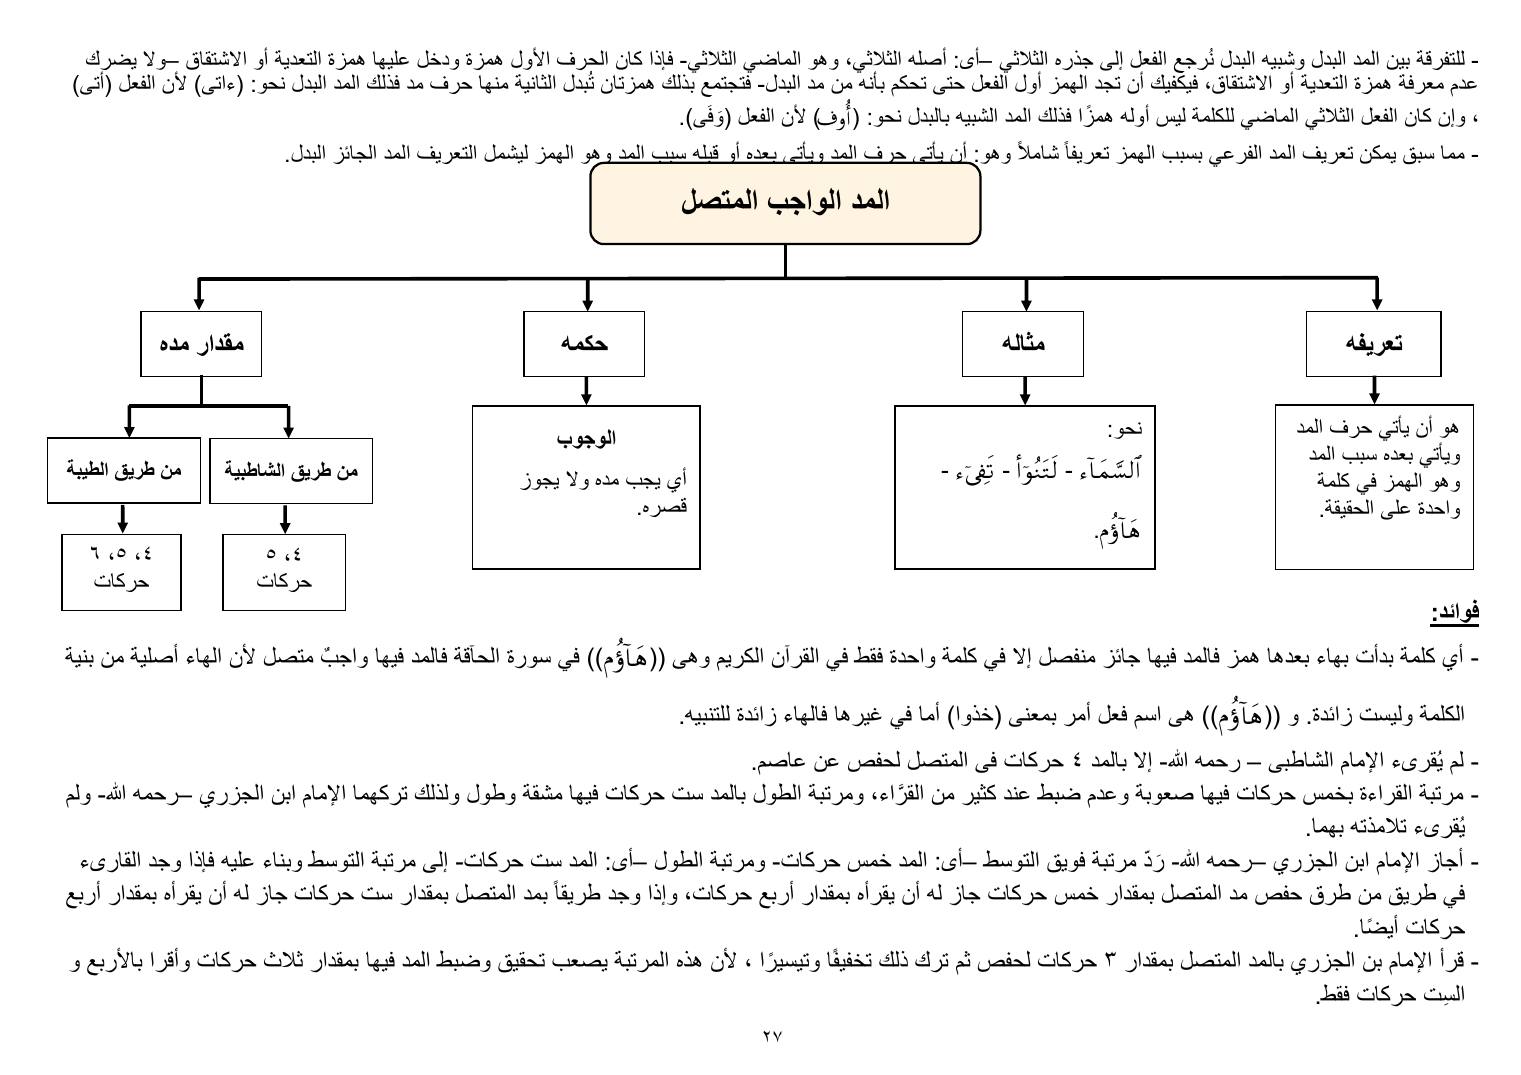 - للتفرقة بين المد البدل وشبيه البدل نُرجع الفعل إلى جذره الثلاثي –أى: أصله الثلاثي، وهو الماضي الثلاثي- فإذا كان الحرف الأول همزة ودخل عليها همزة التعدية أو الاشتقاق –ولا يضرك
عدم معرفة همزة التعدية أو الاشتقاق، فيكفيك أن تجد الهمز أول الفعل حتى تحكم بأنه من مد البدل- فتجتمع بذلك همزتان تُبدل الثانية منها حرف مد فذلك المد البدل نحو: (ءاتى) لأن الفعل (أتى)
، وإن كان الفعل الثلاثي الماضي للكلمة ليس أوله همزًا فذلك المد الشبيه بالبدل نحو: (أُوف) لأن الفعل (وَفَى).
- مما سبق يمكن تعريف المد الفرعي بسبب الهمز تعريفاً شاملاً وهو: أن يأتي حرف المد ويأتي بعده أو قبله سبب المد وهو الهمز ليشمل التعريف المد الجائز البدل.
المد الواجب المتصل
تعريفه
مثاله
حكمه
مقدار مده
هو أن يأتي حرف المد
ويأتي بعده سبب المد
وهو الهمز في كلمة
واحدة على الحقيقة.
نحو:
ٱلسَّمَآء - لَتَنُوٓأ - تَفِىٓء -
هَآؤُم.
الوجوب
أي يجب مده ولا يجوز
قصره.
من طريق الشاطبية
من طريق الطيبة
٤، ٥
حركات
٤، ٥، ٦
حركات
فوائد:
- أي كلمة بدأت بهاء بعدها همز فالمد فيها جائز منفصل إلا في كلمة واحدة فقط في القرآن الكريم وهى ((هَآؤُم)) في سورة الحآقة فالمد فيها واجبٌ متصل لأن الهاء أصلية من بنية
الكلمة وليست زائدة. و ((هَآؤُم)) هى اسم فعل أمر بمعنى (خذوا) أما في غيرها فالهاء زائدة للتنبيه.
- لم يُقرىء الإمام الشاطبى – رحمه الله- إلا بالمد ٤ حركات فى المتصل لحفص عن عاصم.
- مرتبة القراءة بخمس حركات فيها صعوبة وعدم ضبط عند كثير من القرَّاء، ومرتبة الطول بالمد ست حركات فيها مشقة وطول ولذلك تركهما الإمام ابن الجزري –رحمه الله- ولم
يُقرىء تلامذته بهما.
- أجاز الإمام ابن الجزري –رحمه الله- رَدّ مرتبة فويق التوسط –أى: المد خمس حركات- ومرتبة الطول –أى: المد ست حركات- إلى مرتبة التوسط وبناء عليه فإذا وجد القارىء
في طريق من طرق حفص مد المتصل بمقدار خمس حركات جاز له أن يقرأه بمقدار أربع حركات، وإذا وجد طريقاً بمد المتصل بمقدار ست حركات جاز له أن يقرأه بمقدار أربع
حركات أيضًا.
- قرأ الإمام بن الجزري بالمد المتصل بمقدار ٣ حركات لحفص ثم ترك ذلك تخفيفًا وتيسيرًا ، لأن هذه المرتبة يصعب تحقيق وضبط المد فيها بمقدار ثلاث حركات وأقرا بالأربع و
السِت حركات فقط.
٢٧